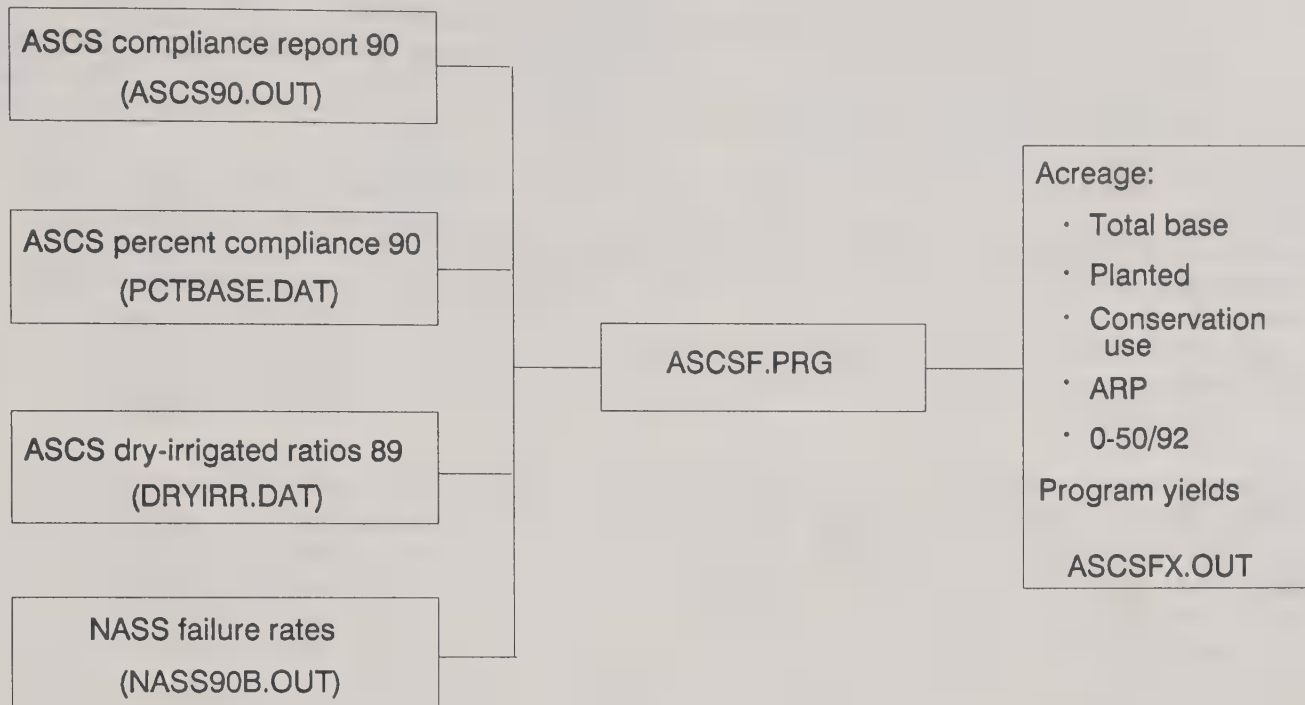 ASCS compliance report 90
(ASCS90.OUT)
ASCS percent compliance 90
(PCTBASE.DAT)
ASCS dry-irrigated ratios 89
(DRYIRR.DAT)
NASS failure rates
(NASS90B.OUT)
ASCSF.PRG
Acreage:
· Total base
· Planted
· Conservation
use
· ARP
· 0-50/92
Program yields
ASCSFX.OUT